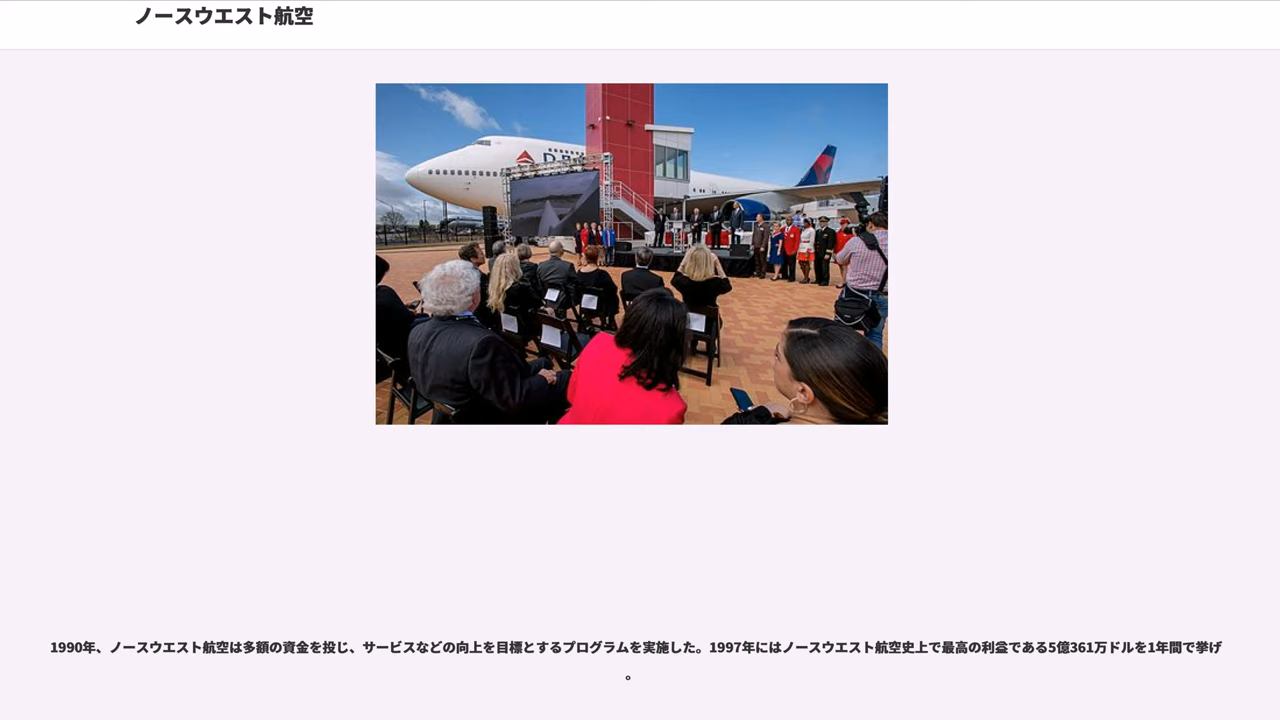 ノースウエスト航空
1990年、ノースウエスト航空は多額の資金を投じ、サービスなどの向上を目標とするプログラムを実施した。1997年にはノースウエスト航空史上で最高の利益である5億361万ドルを1年間で挙げ
。